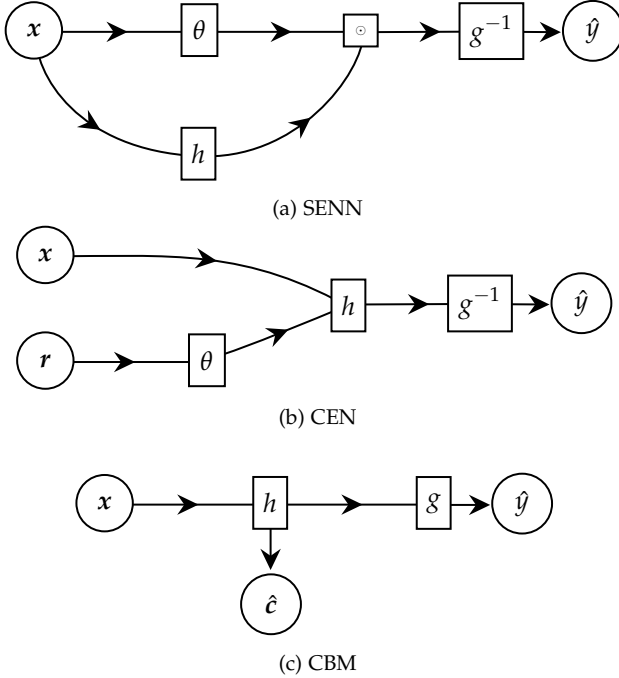 x θ ⊙ g⁻¹ ŷ
h
(a) SENN
x
h g⁻¹ ŷ
r θ
(b) CEN
x h g ŷ
ĉ
(c) CBM